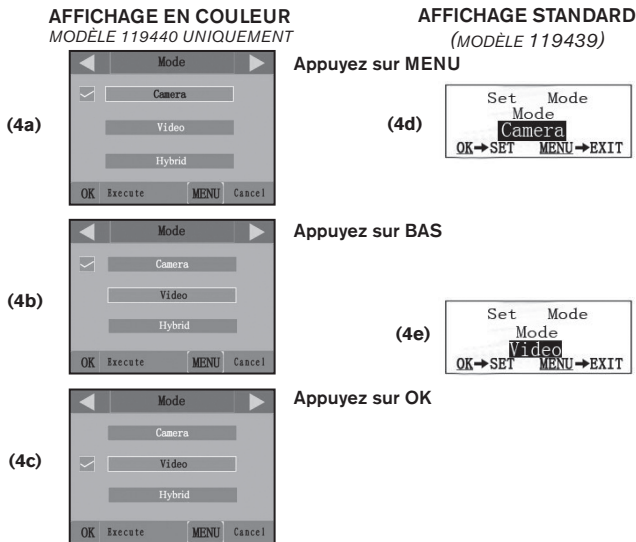 AFFICHAGE EN COULEUR
MODÈLE 119440 UNIQUEMENT
AFFICHAGE STANDARD
(MODÈLE 119439)
(4a)
Mode
Camera
Video
Hybrid
OK Execute MENU Cancel
Appuyez sur MENU
(4d)
Set Mode
Mode
Camera
OK→SET MENU→EXIT
(4b)
Mode
Camera
Video
Hybrid
OK Execute MENU Cancel
Appuyez sur BAS
(4e)
Set Mode
Mode
Video
OK→SET MENU→EXIT
(4c)
Mode
Camera
Video
Hybrid
OK Execute MENU Cancel
Appuyez sur OK